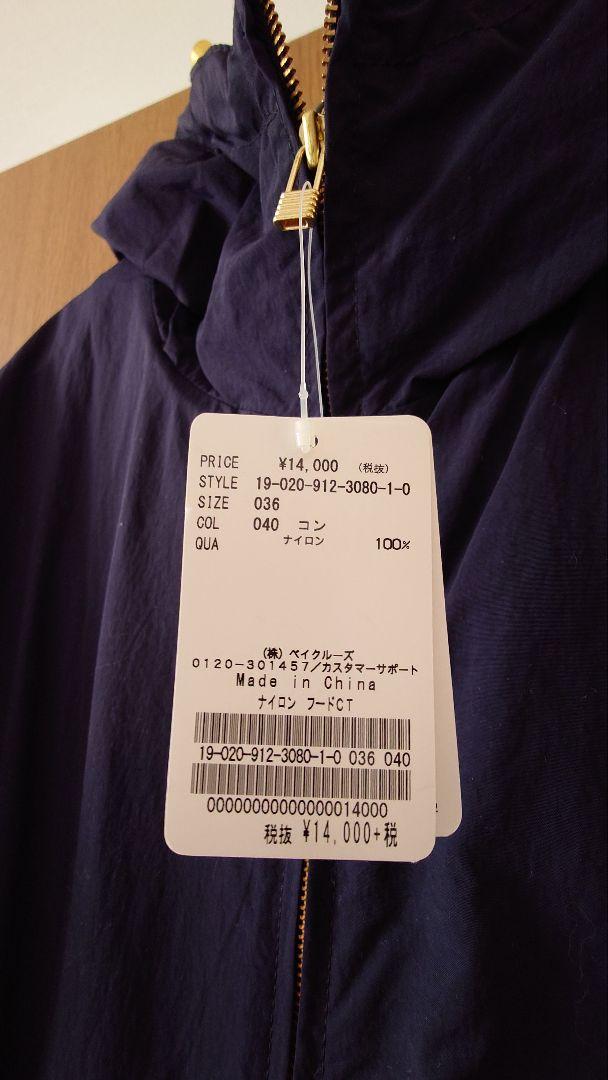 PRICE ¥14,000 (税抜)
STYLE 19-020-912-3080-1-0
SIZE 036
COL 040 コン
QUA ナイロン 100%
(株) ベイクルーズ
0120-301457/カスタマーサポート
Made in China
ナイロン フードCT
19-020-912-3080-1-0 036 040
0000000000000014000
税抜 ¥14,000+税